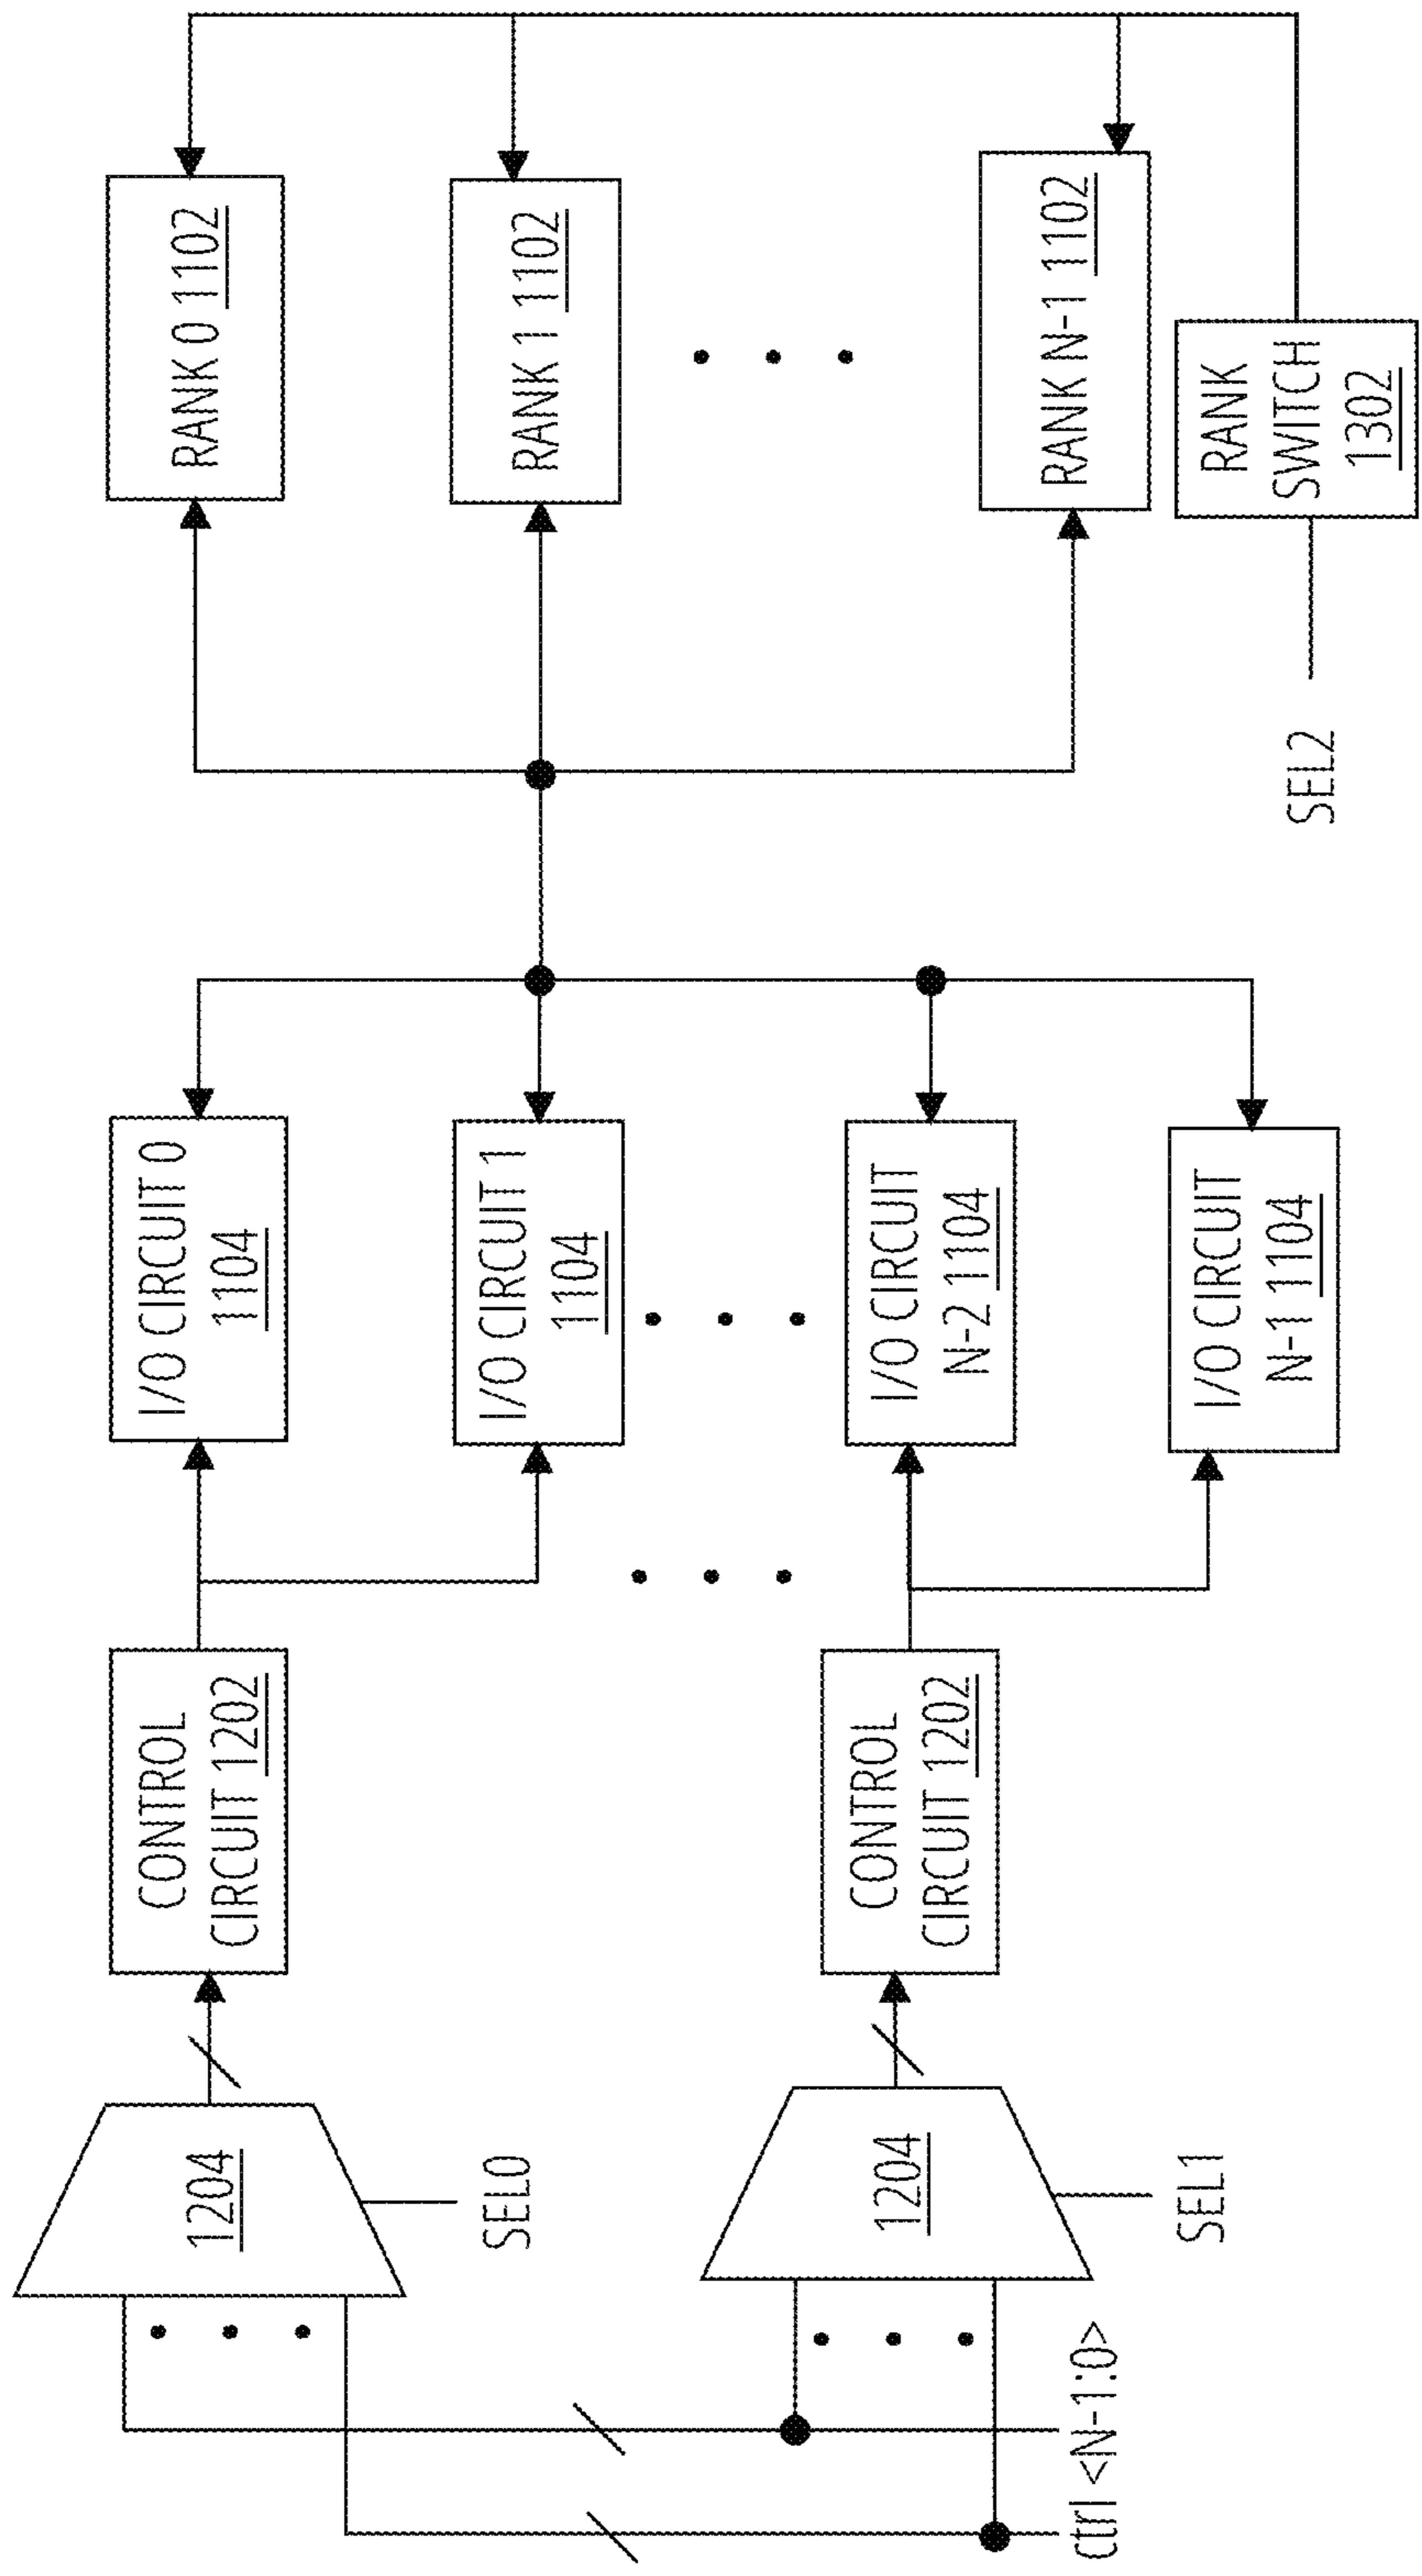 1204
SEL0
CONTROL
CIRCUIT 1202
I/O CIRCUIT 0
1104
RANK 0 1102
I/O CIRCUIT 1
1104
RANK 1 1102
ctrl <N-1:0>
1204
SEL1
CONTROL
CIRCUIT 1202
I/O CIRCUIT
N-2 1104
I/O CIRCUIT
N-1 1104
RANK N-1 1102
SEL2
RANK
SWITCH
1302